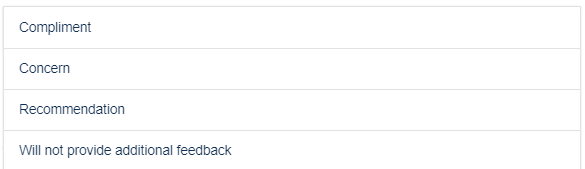 Compliment
Concern
Recommendation
Will not provide additional feedback